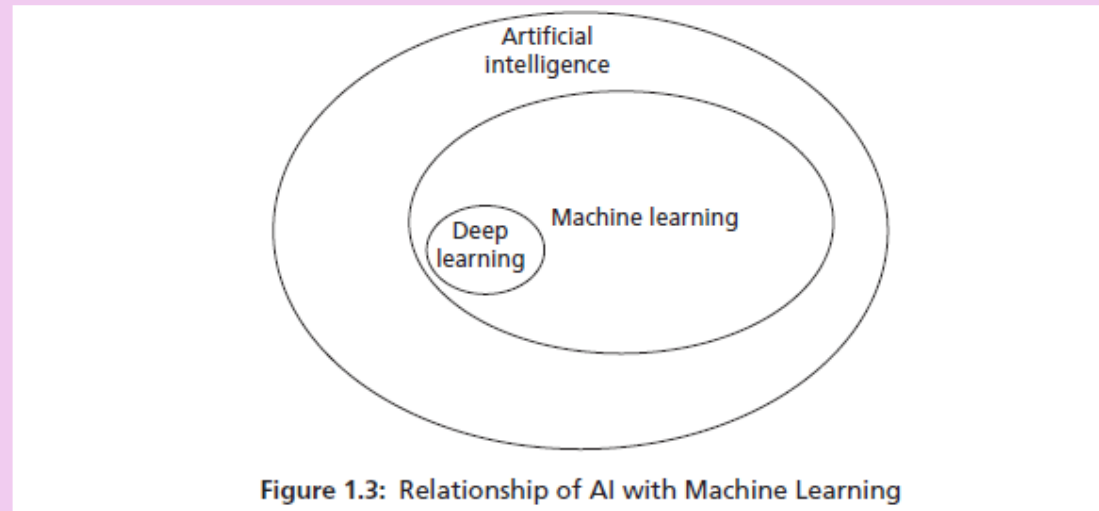 Artificial
intelligence
Machine learning
Deep
learning
Figure 1.3: Relationship of AI with Machine Learning